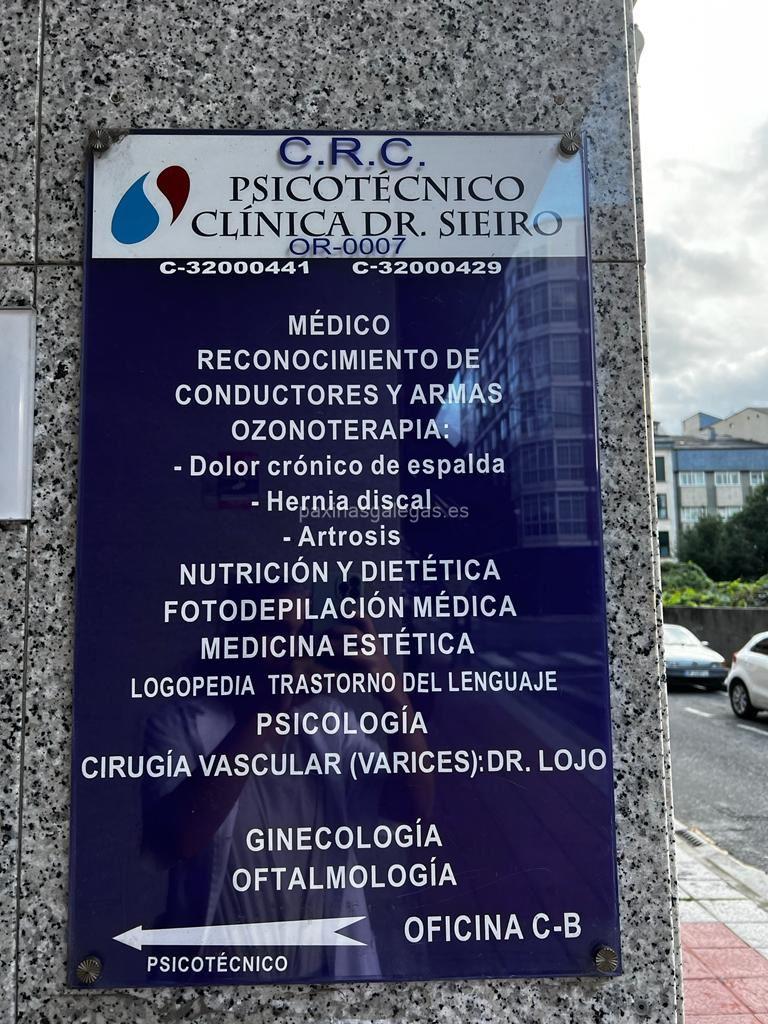 C.R.C.
PSICOTÉCNICO
CLÍNICA DR. SIEIRO
OR-0007
C-32000441 C-32000429
MÉDICO
RECONOCIMIENTO DE
CONDUCTORES Y ARMAS
OZONOTERAPIA:
- Dolor crónico de espalda
- Hernia discal
paxinasgalegas.es
- Artrosis
NUTRICIÓN Y DIETÉTICA
FOTODEPILACIÓN MÉDICA
MEDICINA ESTÉTICA
LOGOPEDIA TRASTORNO DEL LENGUAJE
PSICOLOGÍA
CIRUGÍA VASCULAR (VARICES):DR. LOJO
GINECOLOGÍA
OFTALMOLOGÍA
OFICINA C-B
PSICOTÉCNICO